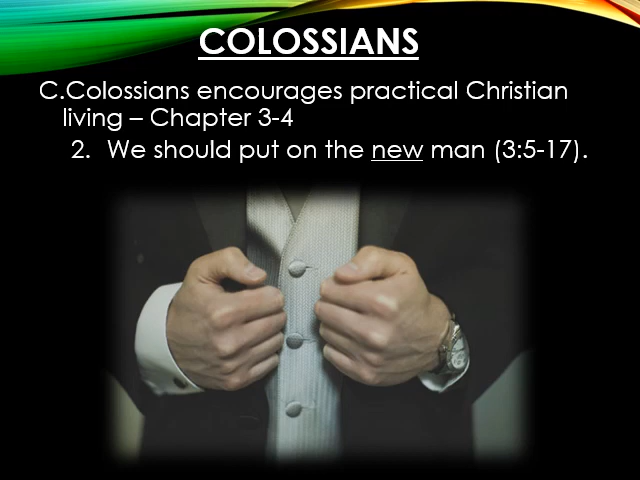 COLOSSIANS
C.Colossians encourages practical Christian
living – Chapter 3-4
2. We should put on the new man (3:5-17).